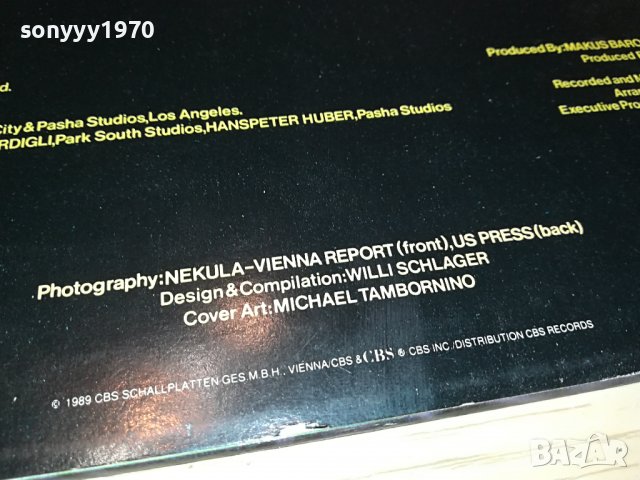 sonyyy1970
Produced By: MAKUS
Produced
d.
Recorded and
City & Pasha Studios, Los Angeles.
RDIGLI, Park South Studios, HANSPETER HUBER, Pasha Studios
Executive
Photography: NEKULA-VIENNA REPORT (front), US PRESS (back)
Design & Compilation: WILLI SCHLAGER
Cover Art: MICHAEL TAMBORNINO
© 1989 CBS SCHALLPLATTEN GES.M.B.H., VIENNA/CBS & CBS ® CBS INC./DISTRIBUTION CBS RECORDS
BAZAR